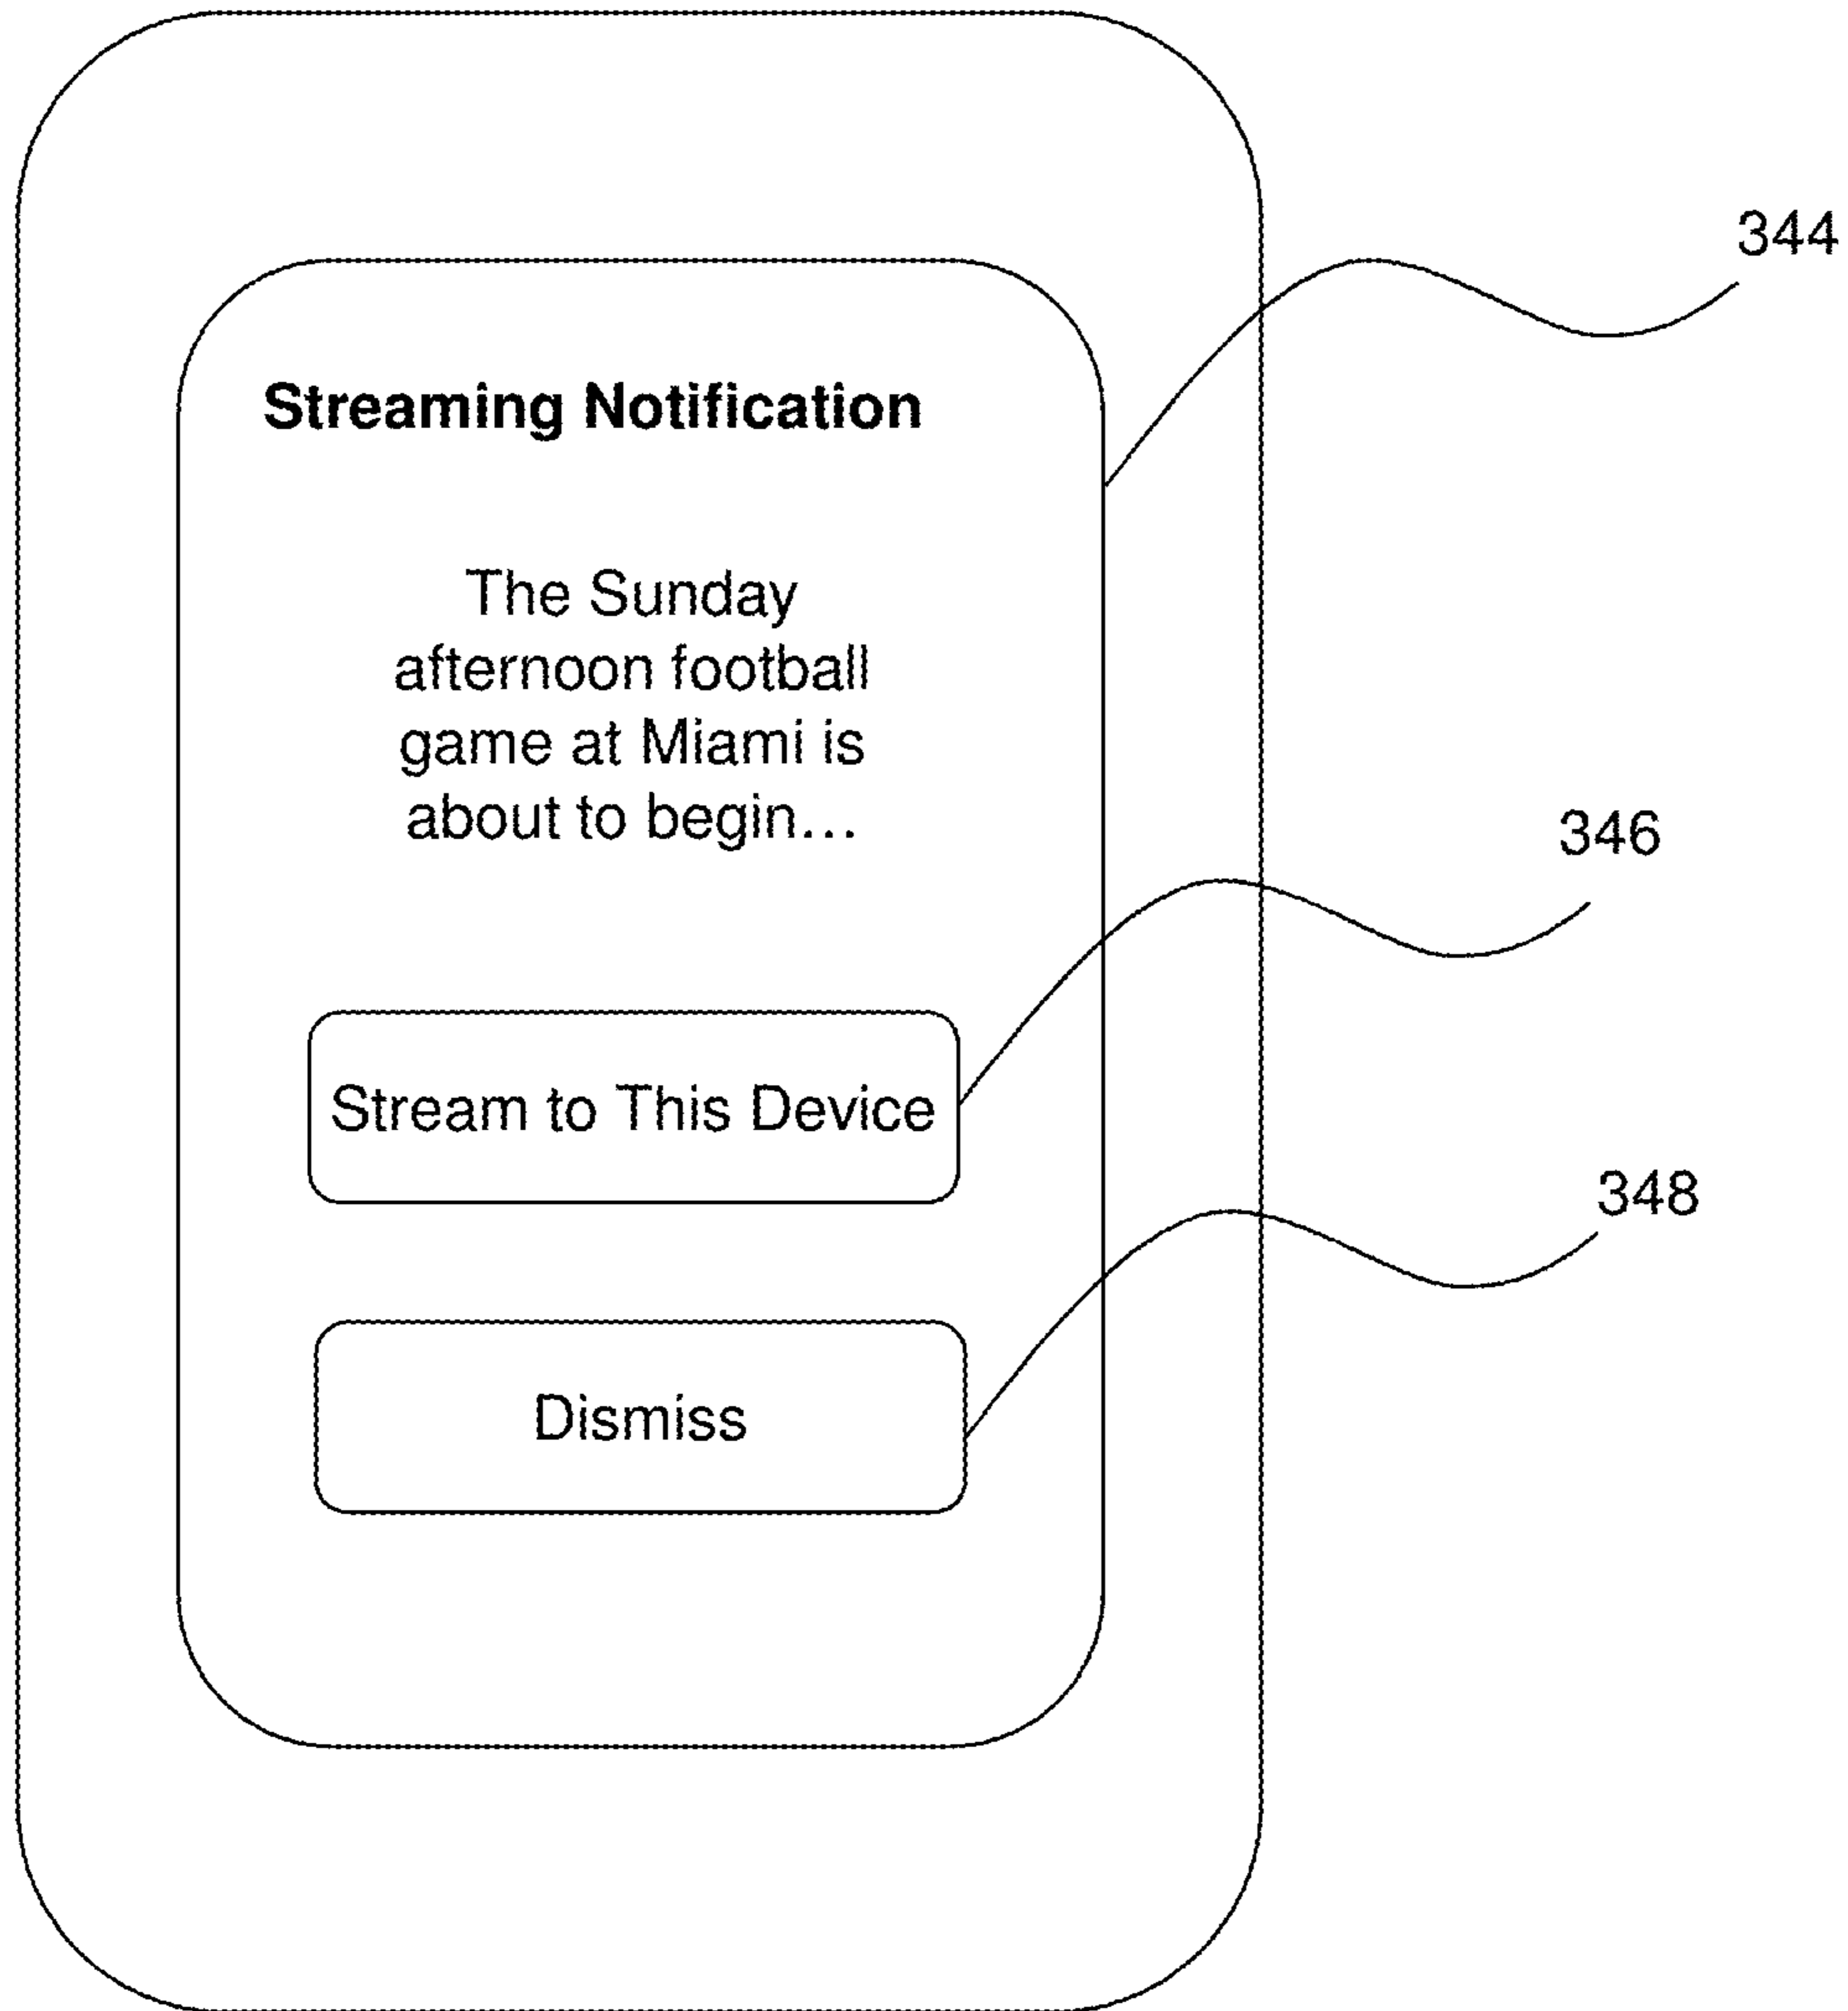 344
Streaming Notification
The Sunday
afternoon football
game at Miami is
about to begin...
346
Stream to This Device
348
Dismiss